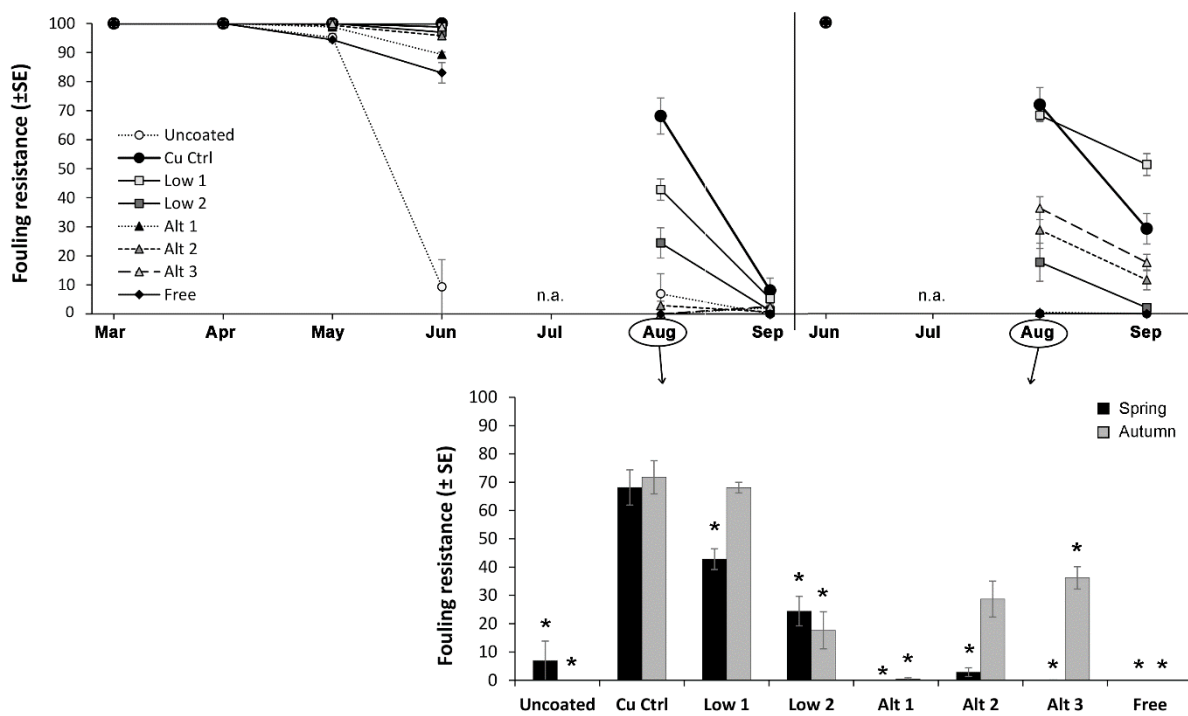 Fouling resistance (±SE)
100
90
80
70
60
50
40
30
20
10
0
Uncoated
Cu Ctrl
Low 1
Low 2
Alt 1
Alt 2
Alt 3
Free
n.a.
n.a.
Mar Apr May Jun Jul Aug Sep Jun Jul Aug Sep
Fouling resistance (± SE)
100
90
80
70
60
50
40
30
20
10
0
Spring
Autumn
* * * * * * * * * * * *
Uncoated Cu Ctrl Low 1 Low 2 Alt 1 Alt 2 Alt 3 Free